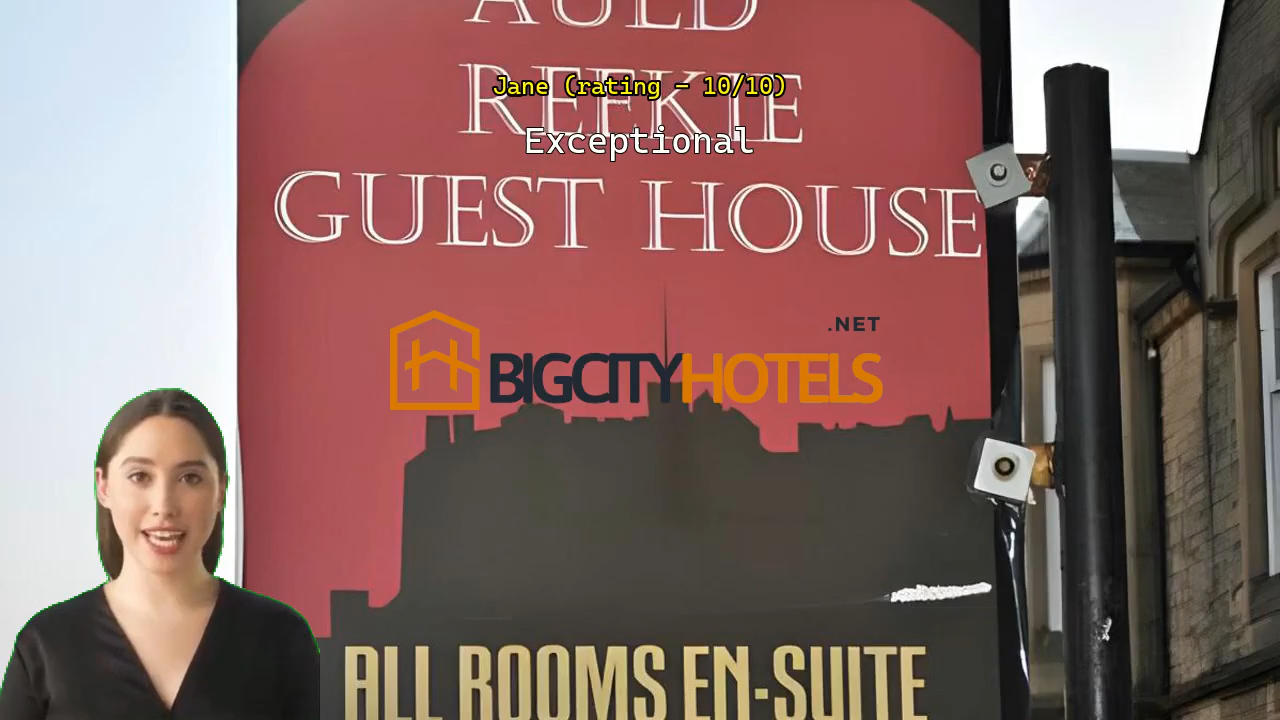 AULD
REEKIE
Jane (rating - 10/10)
Exceptional
GUEST HOUSE
.NET
BIGCITYHOTELS
ALL ROOMS EN-SUITE